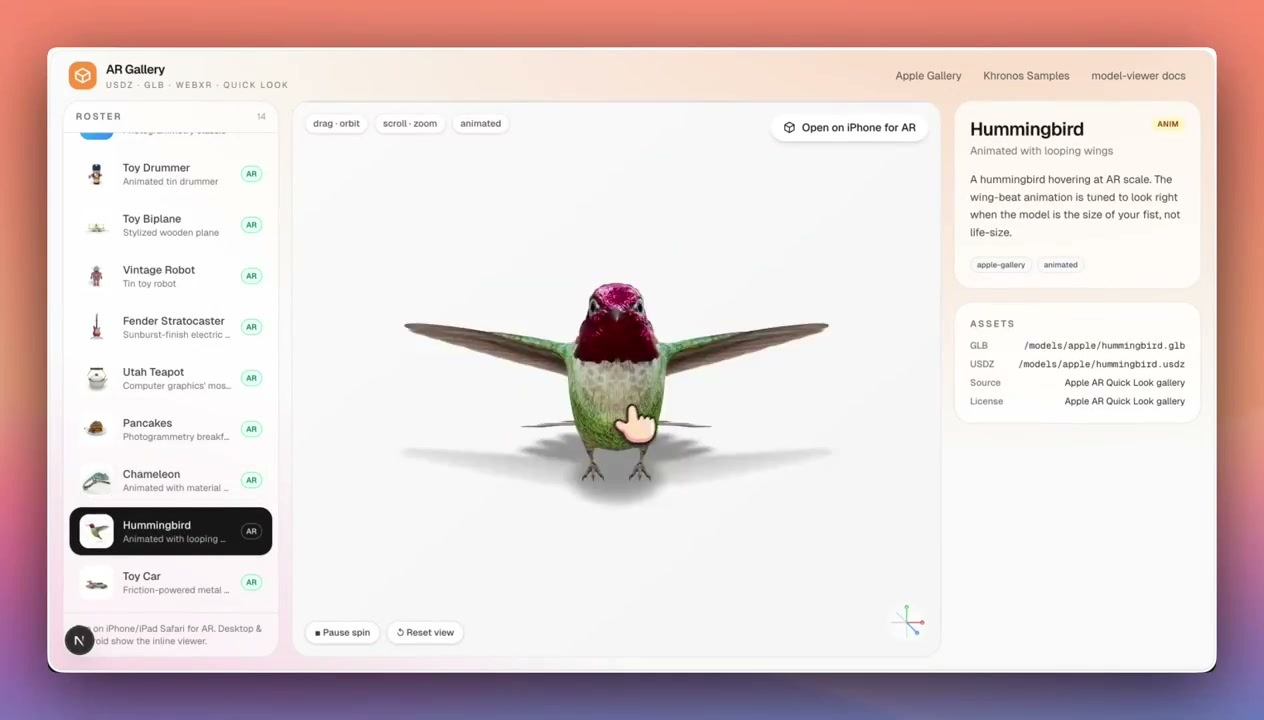 AR Gallery
USDZ · GLB · WEBXR · QUICK LOOK
Apple Gallery
Khronos Samples
model-viewer docs
ROSTER
14
Toy Drummer
Animated tin drummer
AR
Toy Biplane
Stylized wooden plane
AR
Vintage Robot
Tin toy robot
AR
Fender Stratocaster
Sunburst-finish electric …
AR
Utah Teapot
Computer graphics' mos…
AR
Pancakes
Photogrammetry breakf…
AR
Chameleon
Animated with material …
AR
Hummingbird
Animated with looping …
AR
Toy Car
Friction-powered metal …
AR
on iPhone/iPad Safari for AR. Desktop &
show the inline viewer.
N
drag · orbit
scroll · zoom
animated
Open on iPhone for AR
Pause spin
Reset view
Hummingbird
ANIM
Animated with looping wings
A hummingbird hovering at AR scale. The
wing-beat animation is tuned to look right
when the model is the size of your fist, not
life-size.
apple-gallery
animated
ASSETS
GLB /models/apple/hummingbird.glb
USDZ /models/apple/hummingbird.usdz
Source Apple AR Quick Look gallery
License Apple AR Quick Look gallery